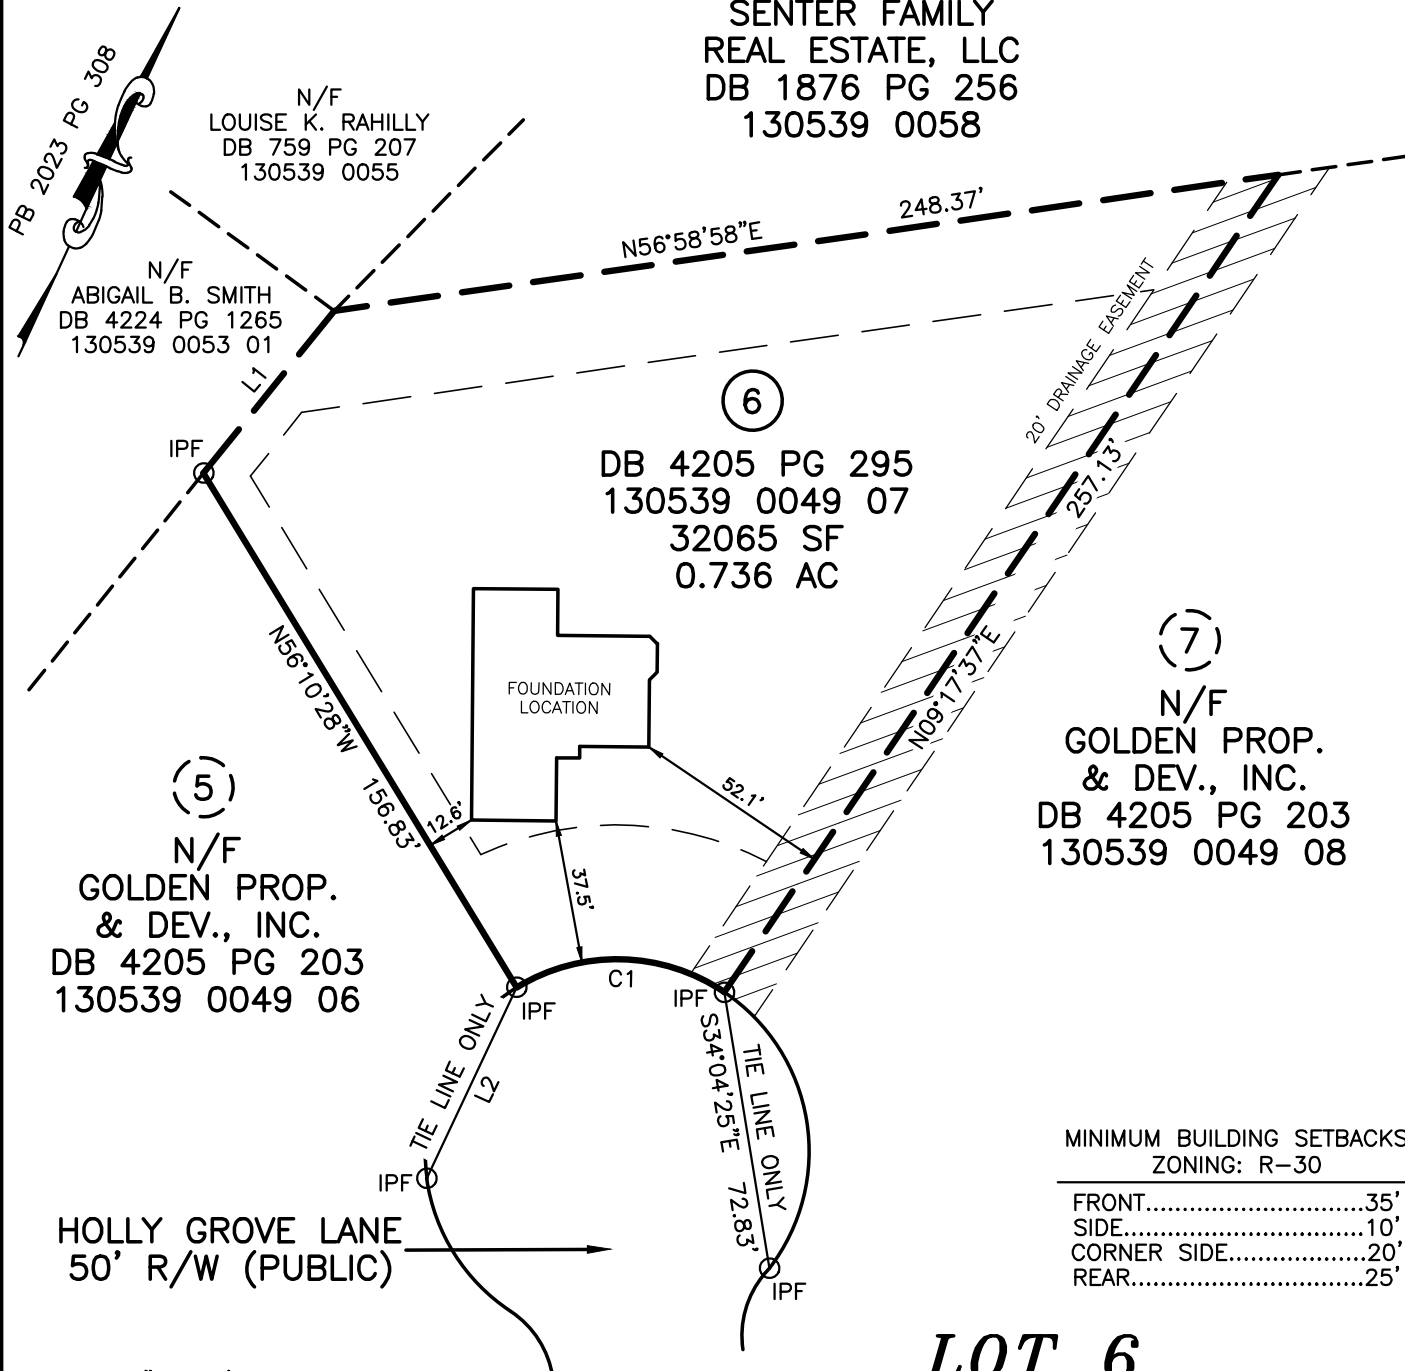 SENTER FAMILY
REAL ESTATE, LLC
DB 1876 PG 256
130539 0058
PB 2023 PG 308
N/F
LOUISE K. RAHILLY
DB 759 PG 207
130539 0055
N/F
ABIGAIL B. SMITH
DB 4224 PG 1265
130539 0053 01
L1
IPF
N56°58'58"E
248.37'
20' DRAINAGE EASEMENT
6
DB 4205 PG 295
130539 0049 07
32065 SF
0.736 AC
257.13'
N09°17'37"E
N56°10'28"W
156.83'
FOUNDATION
LOCATION
12.6'
52.1'
37.5'
7
N/F
GOLDEN PROP.
& DEV., INC.
DB 4205 PG 203
130539 0049 08
5
N/F
GOLDEN PROP.
& DEV., INC.
DB 4205 PG 203
130539 0049 06
C1
IPF
IPF
TIE LINE ONLY
L2
S34°04'25"E
72.83'
TIE LINE ONLY
IPF
IPF
HOLLY GROVE LANE
50' R/W (PUBLIC)
MINIMUM BUILDING SETBACKS
ZONING: R-30
FRONT..............................35'
SIDE.................................10'
CORNER SIDE...................20'
REAR................................25'
LOT 6